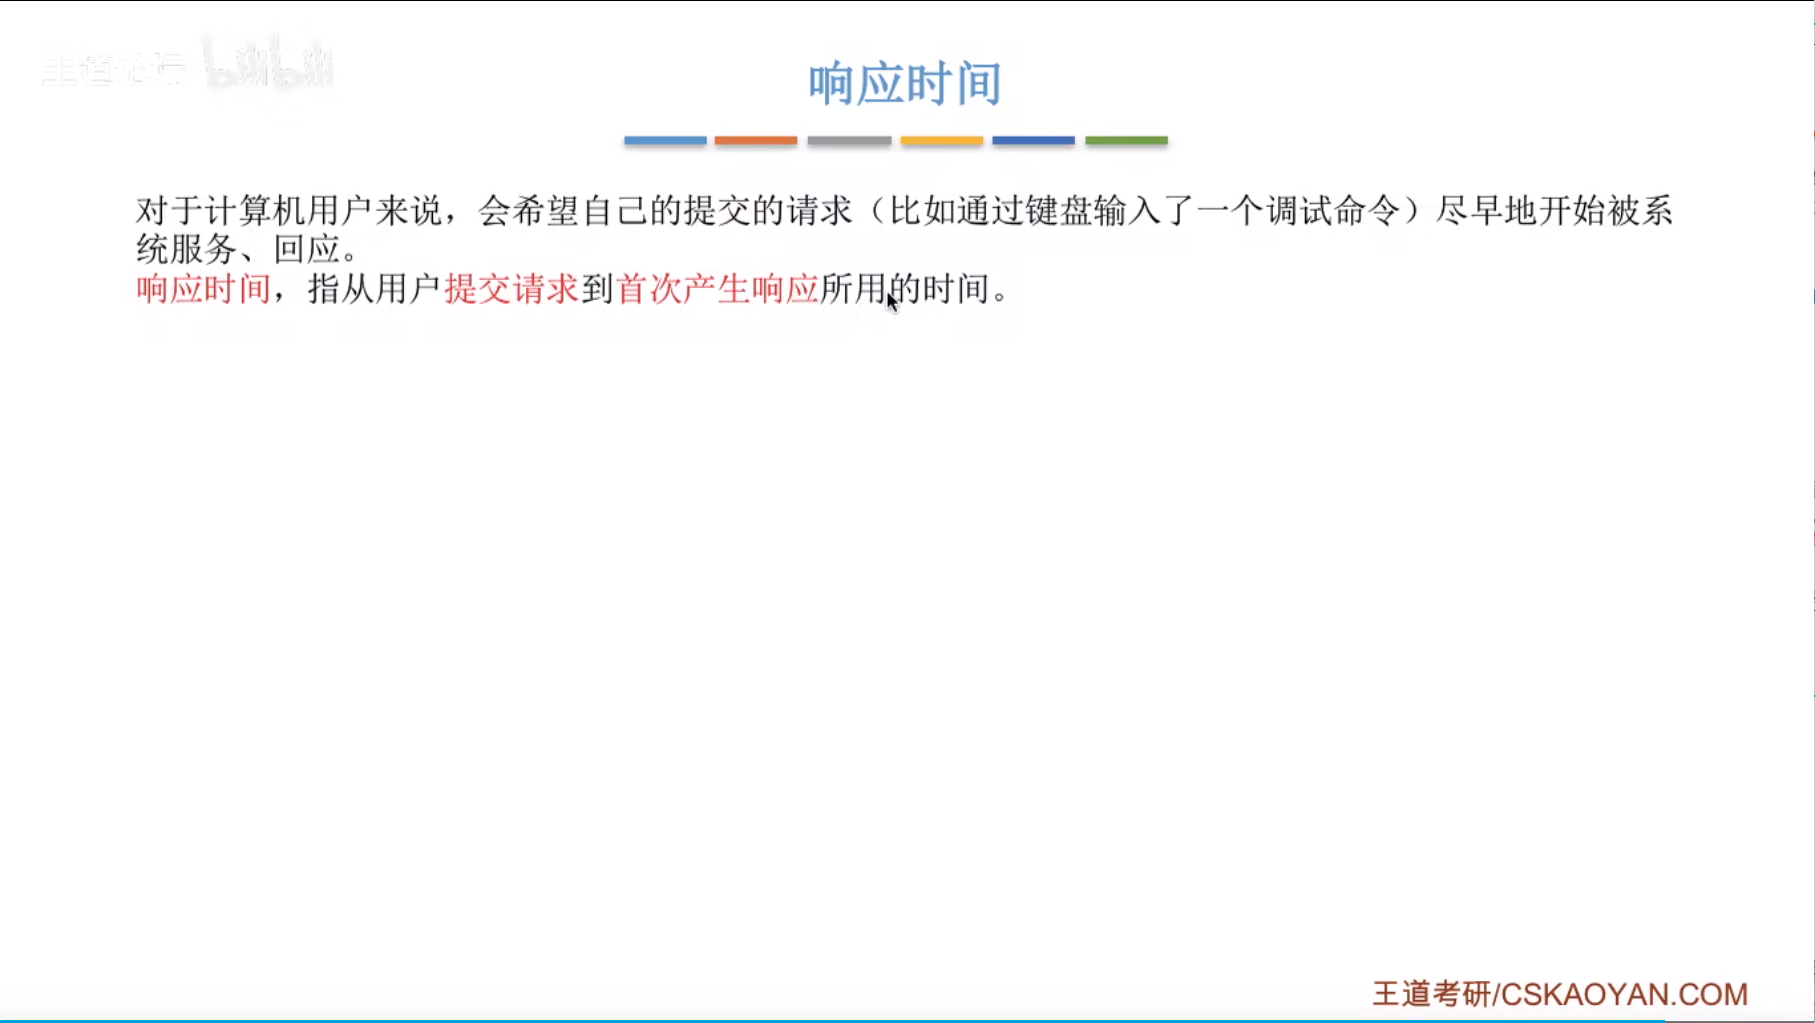 王道论坛 bilibili
响应时间
对于计算机用户来说，会希望自己的提交的请求（比如通过键盘输入了一个调试命令）尽早地开始被系
统服务、回应。
响应时间，指从用户提交请求到首次产生响应所用的时间。
王道考研/CSKAOYAN.COM